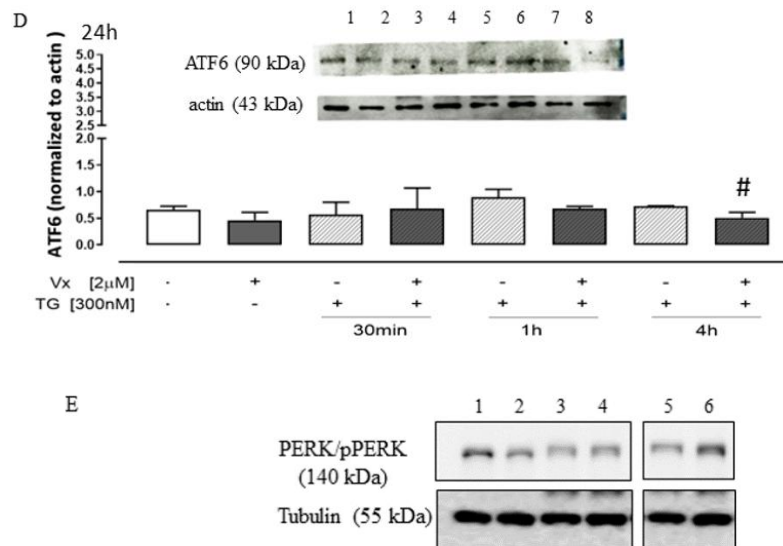 D
24h
1 2 3 4 5 6 7 8
ATF6 (90 kDa)
actin (43 kDa)
ATF6 (normalized to actin)
5.0
4.5
4.0
3.5
3.0
2.5
2.0
1.5
1.0
0.5
0.0
#
Vx [2μM] · + - + - + - +
TG [300nM] · - + + + + + +
30min 1h 4h
E
1 2 3 4 5 6
PERK/pPERK
(140 kDa)
Tubulin (55 kDa)